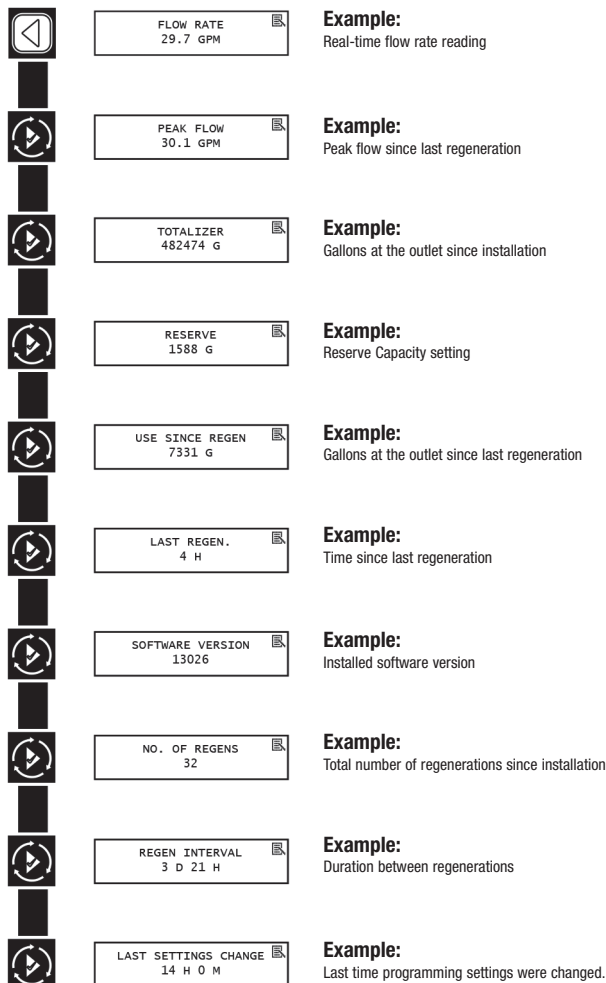 FLOW RATE
29.7 GPM
Example:
Real-time flow rate reading
PEAK FLOW
30.1 GPM
Example:
Peak flow since last regeneration
TOTALIZER
482474 G
Example:
Gallons at the outlet since installation
RESERVE
1588 G
Example:
Reserve Capacity setting
USE SINCE REGEN
7331 G
Example:
Gallons at the outlet since last regeneration
LAST REGEN.
4 H
Example:
Time since last regeneration
SOFTWARE VERSION
13026
Example:
Installed software version
NO. OF REGENS
32
Example:
Total number of regenerations since installation
REGEN INTERVAL
3 D 21 H
Example:
Duration between regenerations
LAST SETTINGS CHANGE
14 H 0 M
Example:
Last time programming settings were changed.